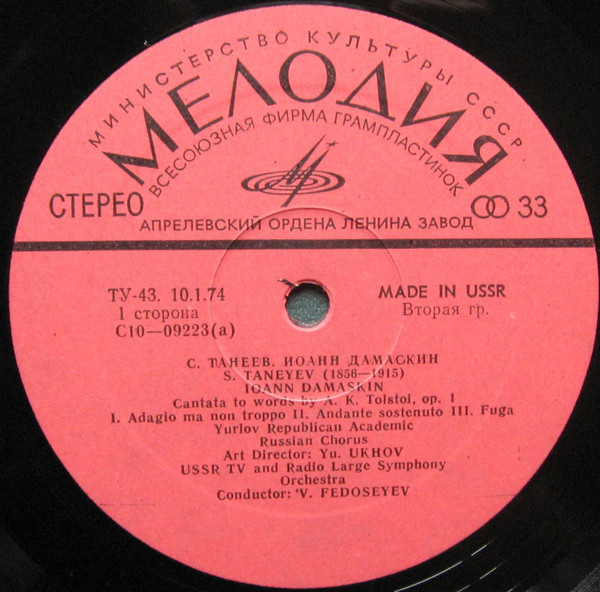 МИНИСТЕРСТВО КУЛЬТУРЫ СССР
МЕЛОДИЯ
ВСЕСОЮЗНАЯ ФИРМА ГРАМПЛАСТИНОК
СТЕРЕО
33
АПРЕЛЕВСКИЙ ОРДЕНА ЛЕНИНА ЗАВОД
ТУ-43. 10.1.74
1 сторона
С10—09223(а)
MADE IN USSR
Вторая гр.
С. ТАНЕЕВ. ИОАНН ДАМАСКИН
S. TANEYEV (1856—1915)
IOANN DAMASKIN
Cantata to words by A. K. Tolstoi, op. 1
I. Adagio ma non troppo II. Andante sostenuto III. Fuga
Yurlov Republican Academic
Russian Chorus
Art Director: Yu. UKHOV
USSR TV and Radio Large Symphony
Orchestra
Conductor: 'V. FEDOSEYEV